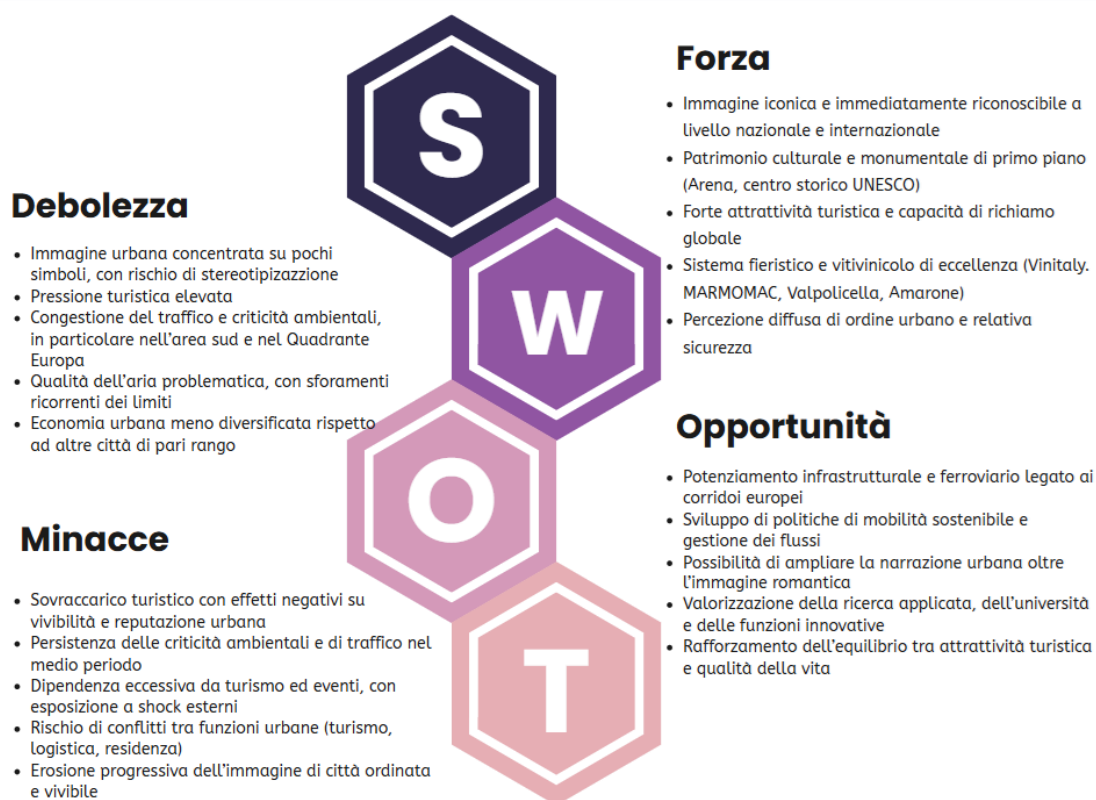 S
Forza
• Immagine iconica e immediatamente riconoscibile a
livello nazionale e internazionale
• Patrimonio culturale e monumentale di primo piano
(Arena, centro storico UNESCO)
• Forte attrattività turistica e capacità di richiamo
globale
• Sistema fieristico e vitivinicolo di eccellenza (Vinitaly.
MARMOMAC, Valpolicella, Amarone)
• Percezione diffusa di ordine urbano e relativa
sicurezza
Debolezza
• Immagine urbana concentrata su pochi
simboli, con rischio di stereotipizazzione
• Pressione turistica elevata
• Congestione del traffico e criticità ambientali,
in particolare nell'area sud e nel Quadrante
Europa
• Qualità dell'aria problematica, con sforamenti
ricorrenti dei limiti
• Economia urbana meno diversificata rispetto
ad altre città di pari rango
W
O
Opportunità
• Potenziamento infrastrutturale e ferroviario legato ai
corridoi europei
• Sviluppo di politiche di mobilità sostenibile e
gestione dei flussi
• Possibilità di ampliare la narrazione urbana oltre
l'immagine romantica
• Valorizzazione della ricerca applicata, dell'università
e delle funzioni innovative
• Rafforzamento dell'equilibrio tra attrattività turistica
e qualità della vita
Minacce
• Sovraccarico turistico con effetti negativi su
vivibilità e reputazione urbana
• Persistenza delle criticità ambientali e di traffico nel
medio periodo
• Dipendenza eccessiva da turismo ed eventi, con
esposizione a shock esterni
• Rischio di conflitti tra funzioni urbane (turismo,
logistica, residenza)
• Erosione progressiva dell'immagine di città ordinata
e vivibile
T